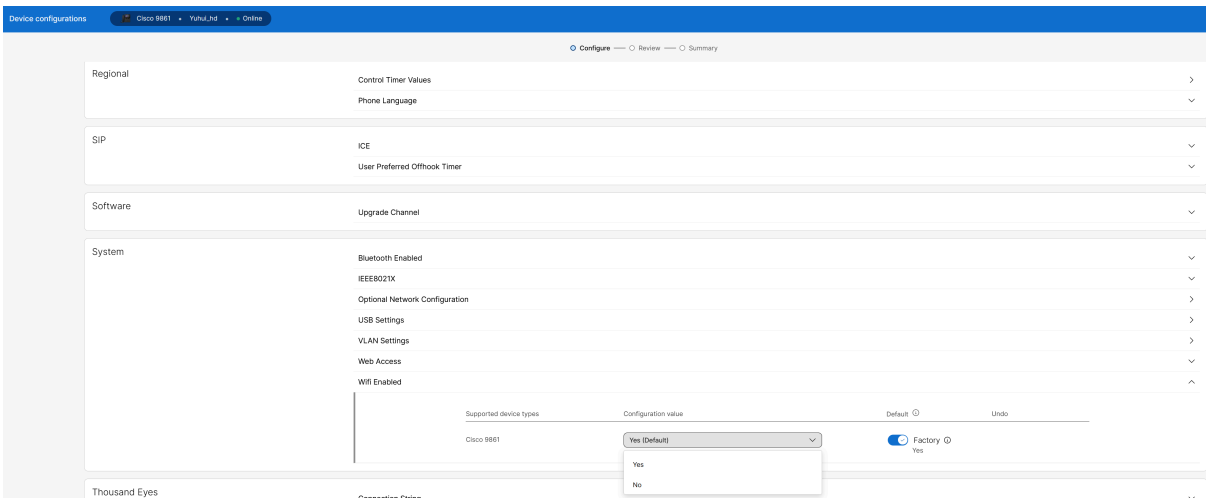 Device configurations
Cisco 9861 • Yuhui_hd • Online
Configure
Review
Summary
Regional
Control Timer Values
Phone Language
SIP
ICE
User Preferred Offhook Timer
Software
Upgrade Channel
System
Bluetooth Enabled
IEEE8021X
Optional Network Configuration
USB Settings
VLAN Settings
Web Access
Wifi Enabled
Supported device types Configuration value Default Undo
Cisco 9861 Yes (Default) Factory
Yes
Yes
No
Thousand Eyes
Connection String